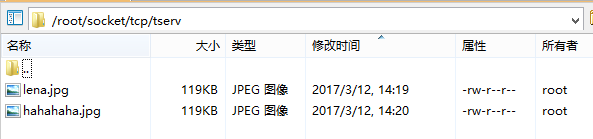 /root/socket/tcp/tserv
名称 大小 类型 修改时间 属性 所有者
..
lena.jpg 119KB JPEG 图像 2017/3/12, 14:19 -rw-r--r-- root
hahahaha.jpg 119KB JPEG 图像 2017/3/12, 14:20 -rw-r--r-- root